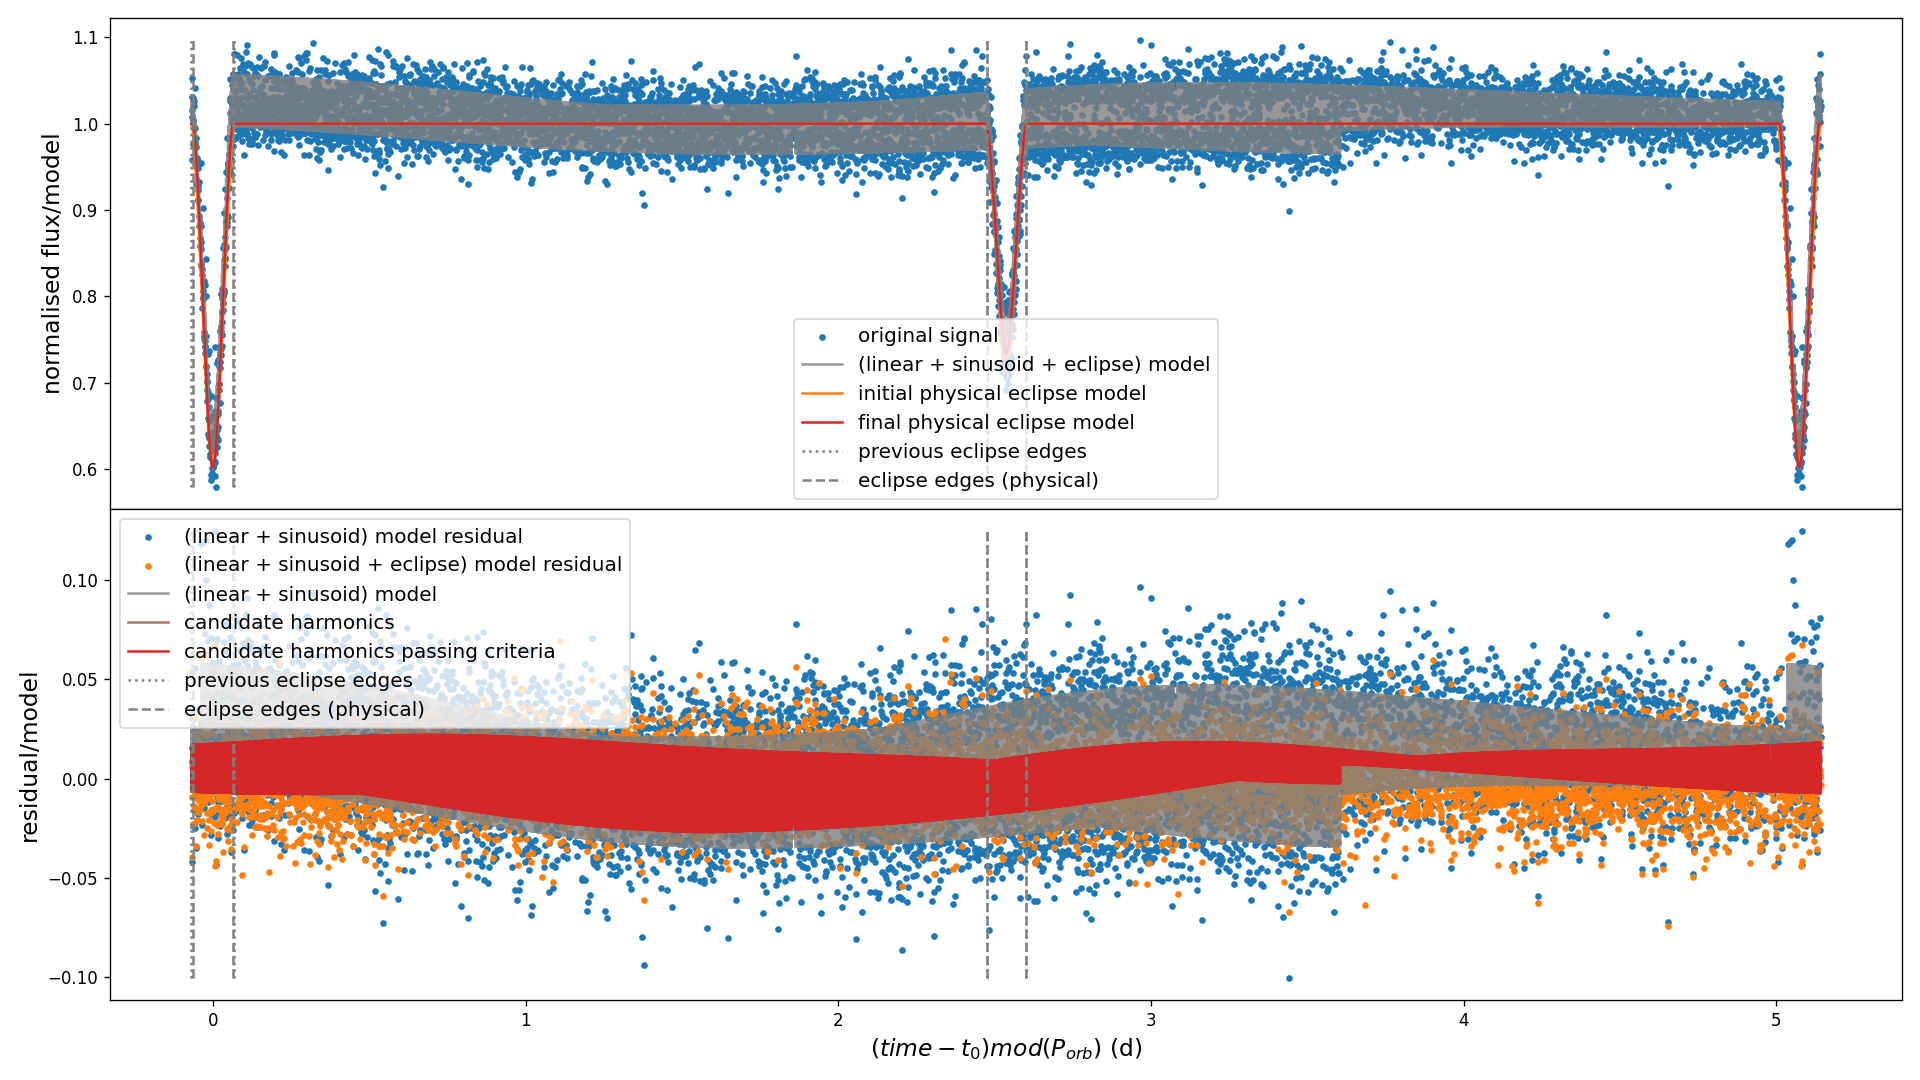 1.1
1.0
0.9
0.8
0.7
0.6
normalised flux/model
original signal
(linear + sinusoid + eclipse) model
initial physical eclipse model
final physical eclipse model
previous eclipse edges
eclipse edges (physical)
(linear + sinusoid) model residual
(linear + sinusoid + eclipse) model residual
(linear + sinusoid) model
candidate harmonics
candidate harmonics passing criteria
previous eclipse edges
eclipse edges (physical)
0.10
0.05
0.00
−0.05
−0.10
residual/model
0 1 2 3 4 5
(time − t₀)mod(Pₒᵣb) (d)